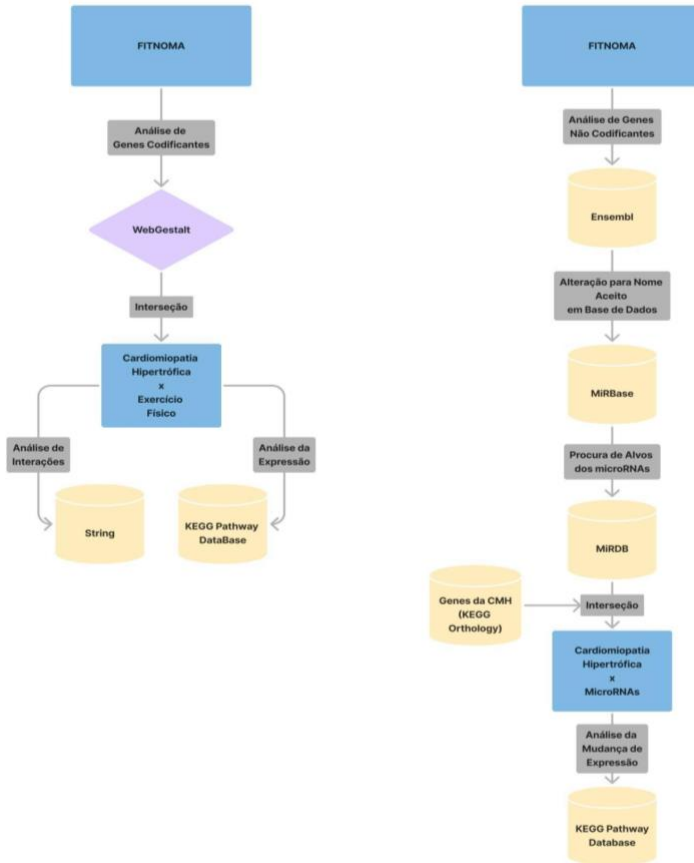 FITNOMA
Análise de
Genes Codificantes
WebGestalt
Interseção
Cardiomiopatia
Hipertrófica
x
Exercício
Físico
Análise de
Interações
Análise da
Expressão
String
KEGG Pathway
DataBase
FITNOMA
Análise de Genes
Não Codificantes
Ensembl
Alteração para Nome
Aceito
em Base de Dados
MiRBase
Procura de Alvos
dos microRNAs
MiRDB
Genes da CMH
(KEGG
Orthology)
Interseção
Cardiomiopatia
Hipertrófica
x
MicroRNAs
Análise da
Mudança de
Expressão
KEGG Pathway
Database